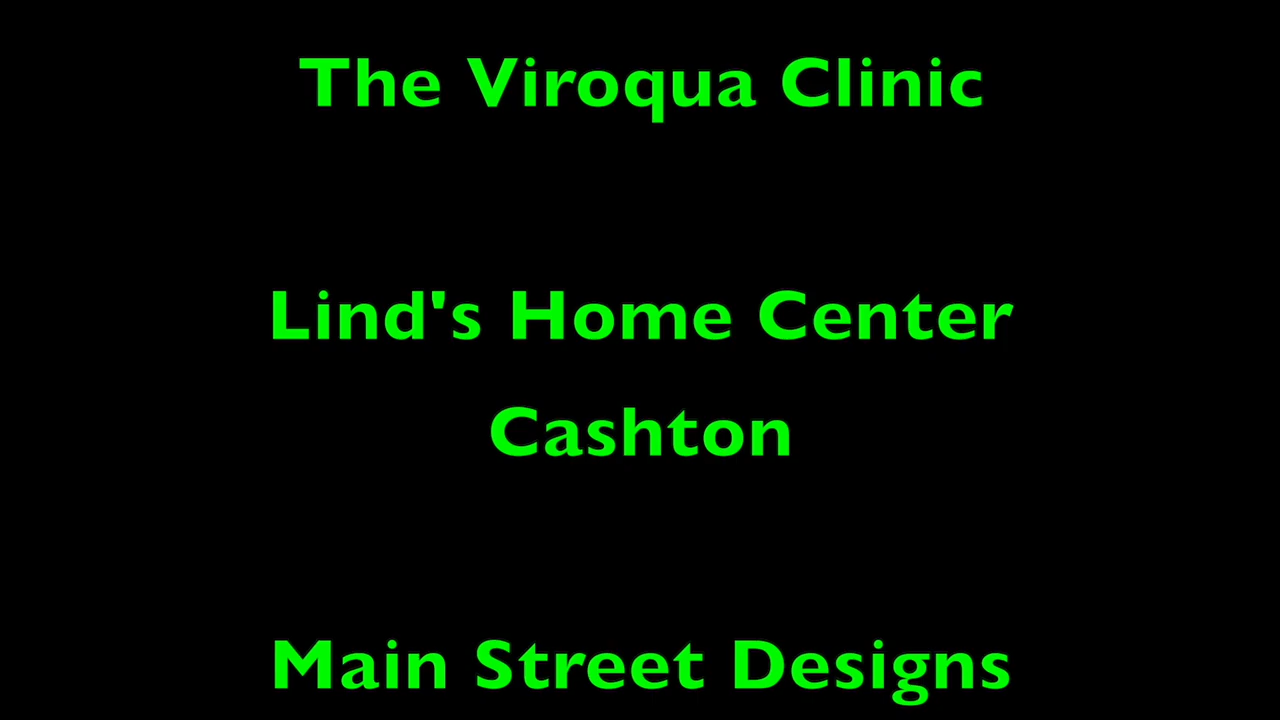 The Viroqua Clinic
Lind's Home Center
Cashton
Main Street Designs